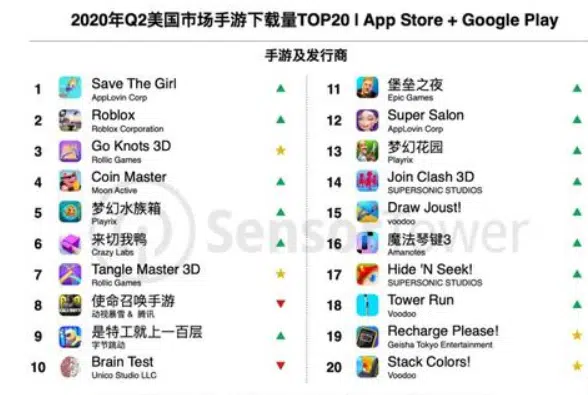 2020年Q2美国市场手游下载量TOP20 | App Store + Google Play
手游及发行商
1 Save The Girl
AppLovin Corp
2 Roblox
Roblox Corporation
3 Go Knots 3D
Rollic Games
4 Coin Master
Moon Active
5 梦幻水族箱
Playrix
6 来切我鸭
Crazy Labs
7 Tangle Master 3D
Rollic Games
8 使命召唤手游
动视暴雪 & 腾讯
9 是特工就上一百层
字节跳动
10 Brain Test
Unico Studio LLC
11 堡垒之夜
Epic Games
12 Super Salon
AppLovin Corp
13 梦幻花园
Playrix
14 Join Clash 3D
SUPERSONIC STUDIOS
15 Draw Joust!
voodoo
16 魔法琴键3
Amanotes
17 Hide 'N Seek!
SUPERSONIC STUDIOS
18 Tower Run
Voodoo
19 Recharge Please!
Geisha Tokyo Entertainment
20 Stack Colors!
Voodoo
SensorTower